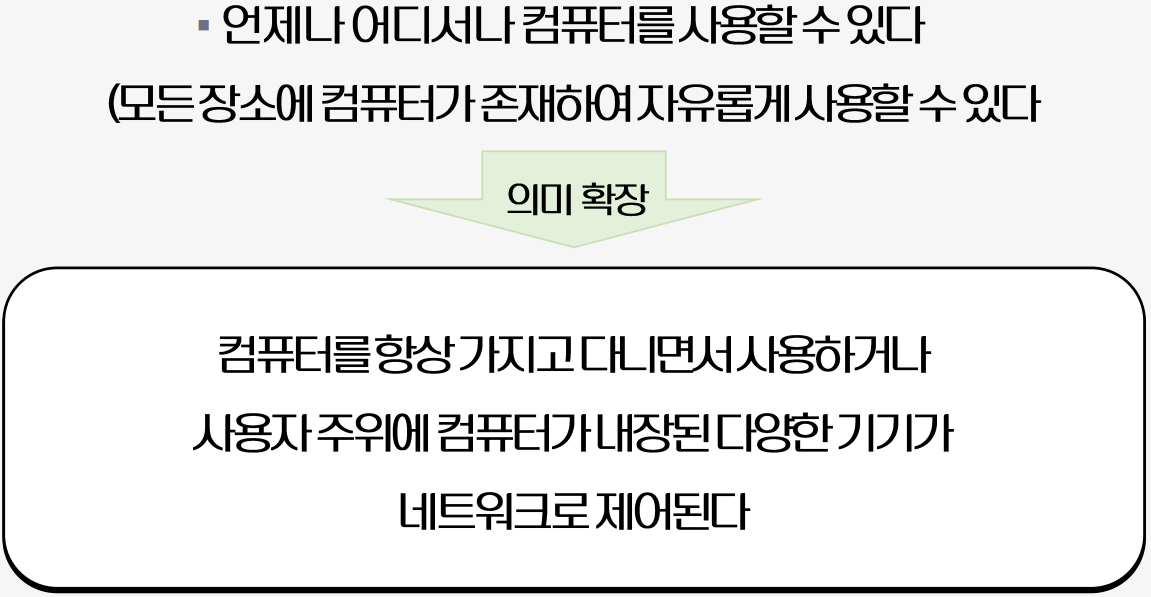 ▪ 언제나 어디서나 컴퓨터를 사용할 수 있다
(모든 장소에 컴퓨터가 존재하여 자유롭게 사용할 수 있다
의미 확장
컴퓨터를 항상 가지고 다니면서 사용하거나
사용자 주위에 컴퓨터가 내장된 다양한 기기가
네트워크로 제어된다